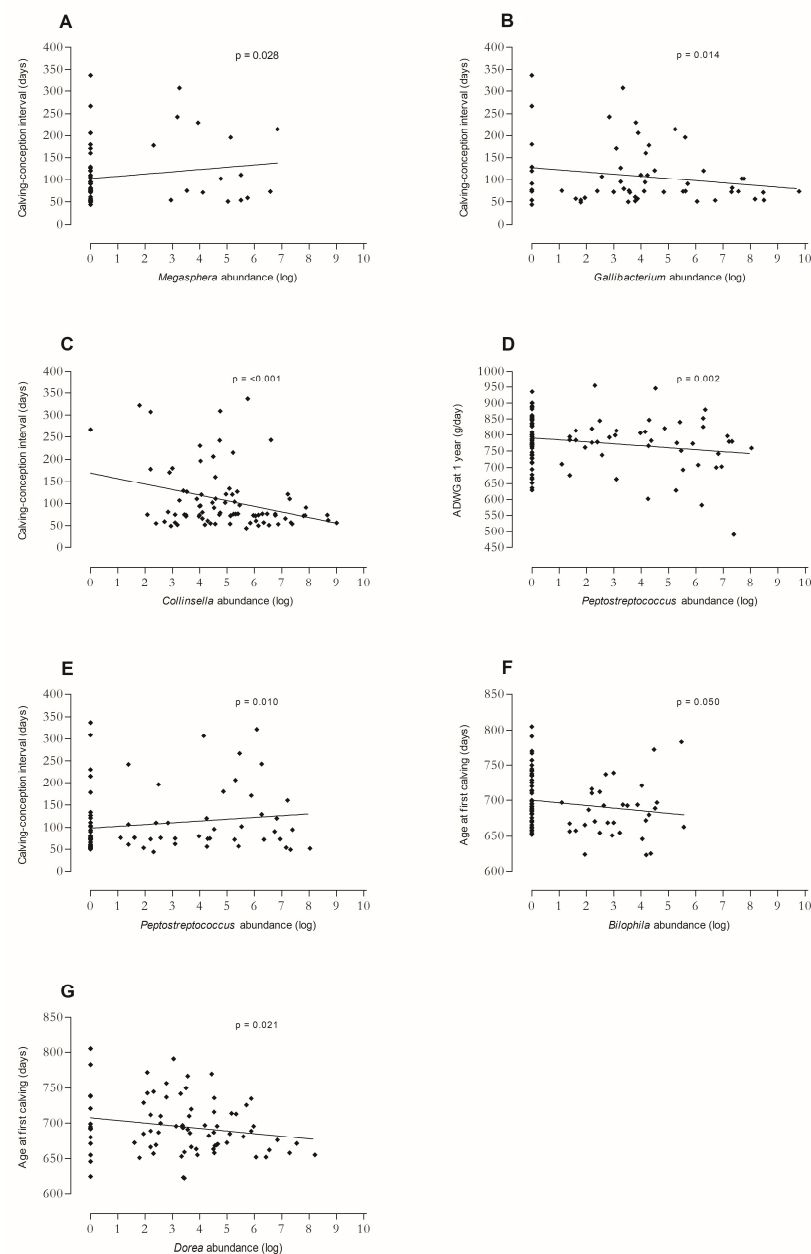 A
p = 0.028
Calving-conception interval (days)
400
350
300
250
200
150
100
50
0
0 1 2 3 4 5 6 7 8 9 10
Megasphera abundance (log)
B
p = 0.014
Calving-conception interval (days)
400
350
300
250
200
150
100
50
0
0 1 2 3 4 5 6 7 8 9 10
Gallibacterium abundance (log)
C
p = <0.001
Calving-conception interval (days)
400
350
300
250
200
150
100
50
0
0 1 2 3 4 5 6 7 8 9 10
Collinsella abundance (log)
D
p = 0.002
ADWG at 1 year (g/day)
1000
950
900
850
800
750
700
650
600
550
500
450
0 1 2 3 4 5 6 7 8 9 10
Peptostreptococcus abundance (log)
E
p = 0.010
Calving-conception interval (days)
400
350
300
250
200
150
100
50
0
0 1 2 3 4 5 6 7 8 9 10
Peptostreptococcus abundance (log)
F
p = 0.050
Age at first calving (days)
850
800
750
700
650
600
0 1 2 3 4 5 6 7 8 9 10
Bilophila abundance (log)
G
p = 0.021
Age at first calving (days)
850
800
750
700
650
600
0 1 2 3 4 5 6 7 8 9 10
Dorea abundance (log)